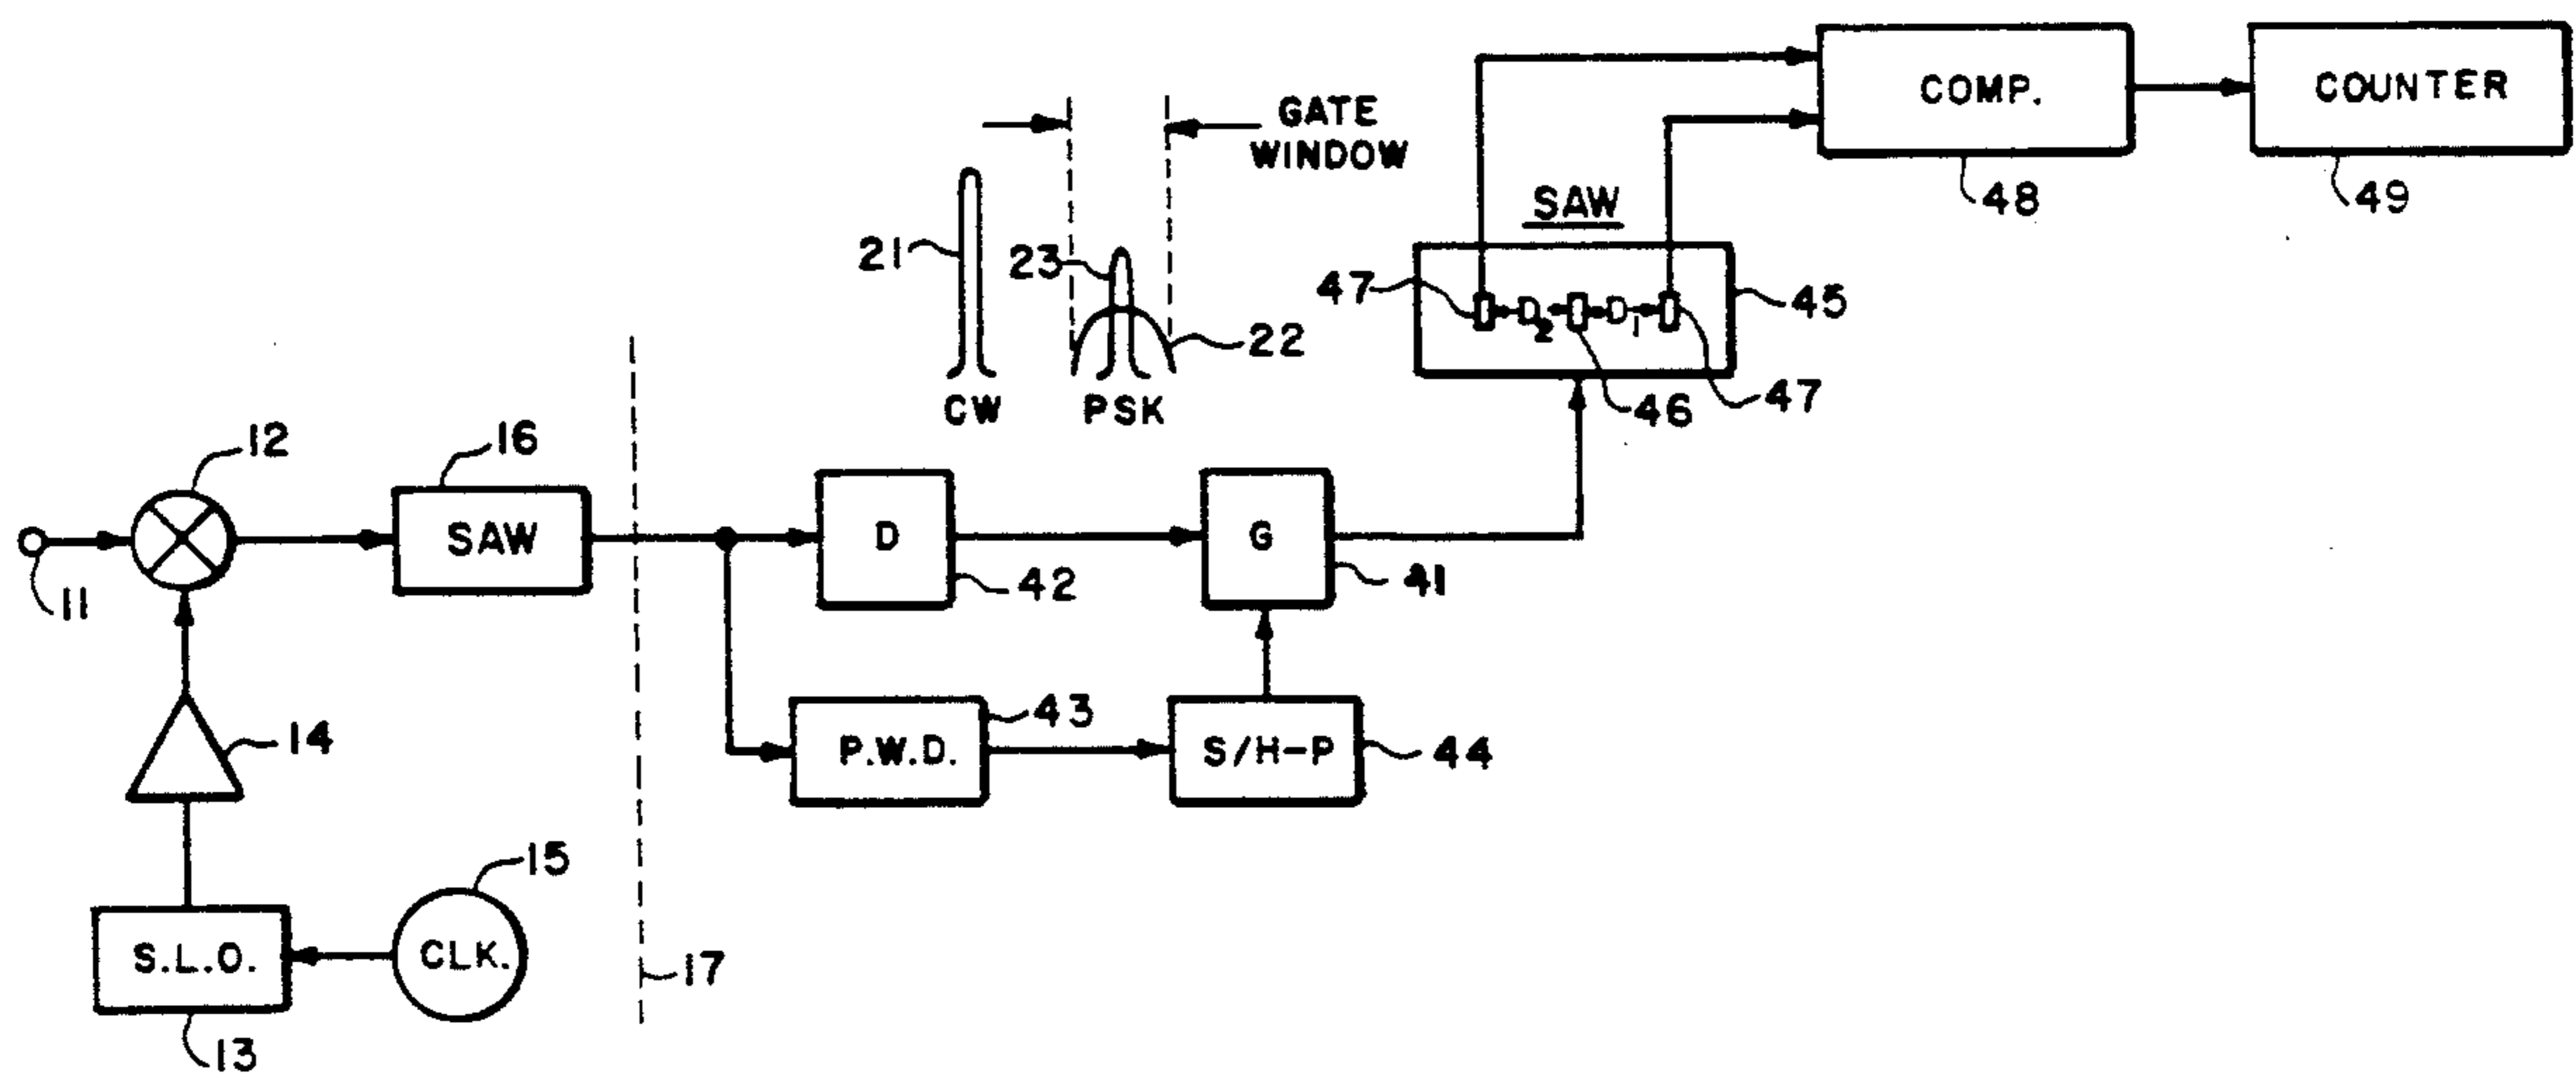 COMP.
COUNTER
48
49
GATE
WINDOW
SAW
21
23
22
CW
PSK
47
D2
D1
45
46
47
12
16
SAW
11
D
42
G
41
14
P.W.D.
43
S/H-P
44
15
S.L.O.
CLK.
17
13